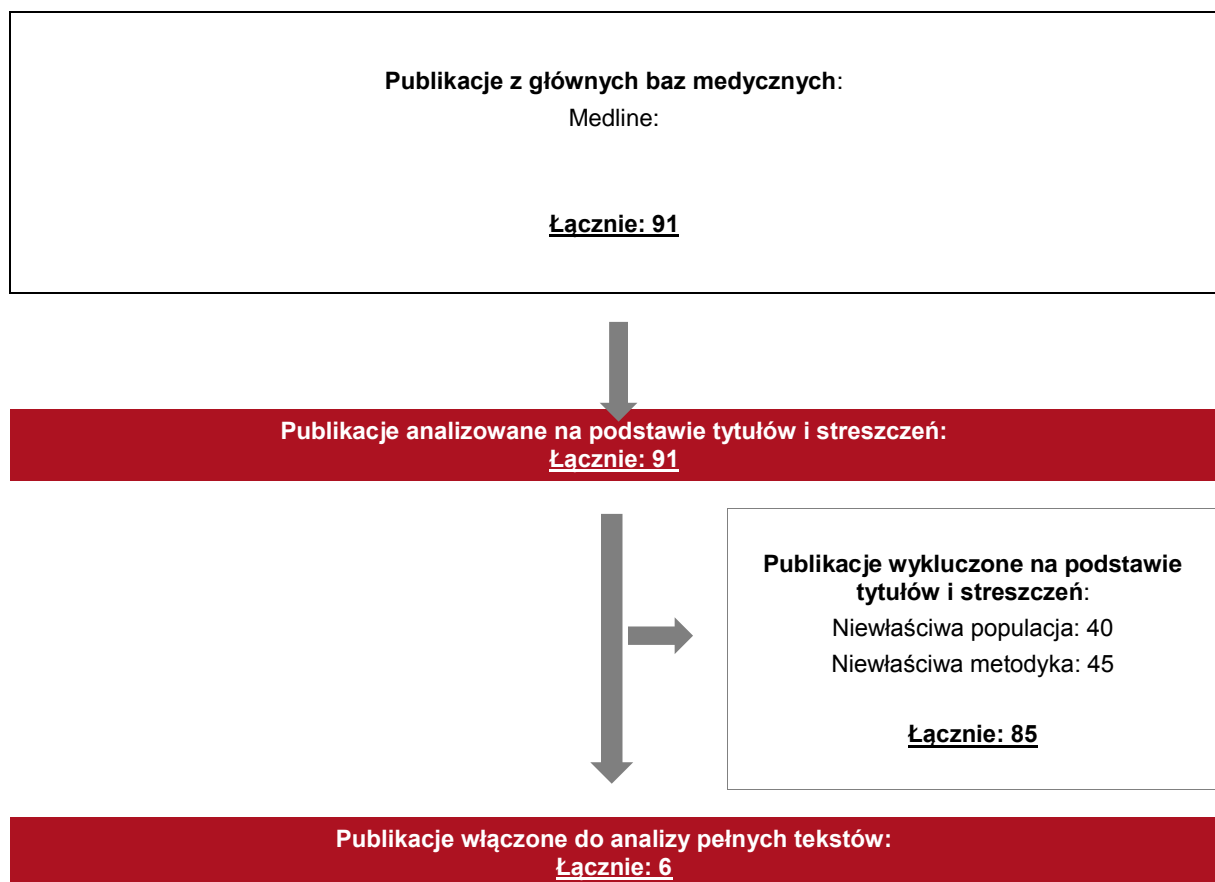 Publikacje z głównych baz medycznych:
Medline:
Łącznie: 91
Publikacje analizowane na podstawie tytułów i streszczeń:
Łącznie: 91
Publikacje wykluczone na podstawie
tytułów i streszczeń:
Niewłaściwa populacja: 40
Niewłaściwa metodyka: 45
Łącznie: 85
Publikacje włączone do analizy pełnych tekstów:
Łącznie: 6